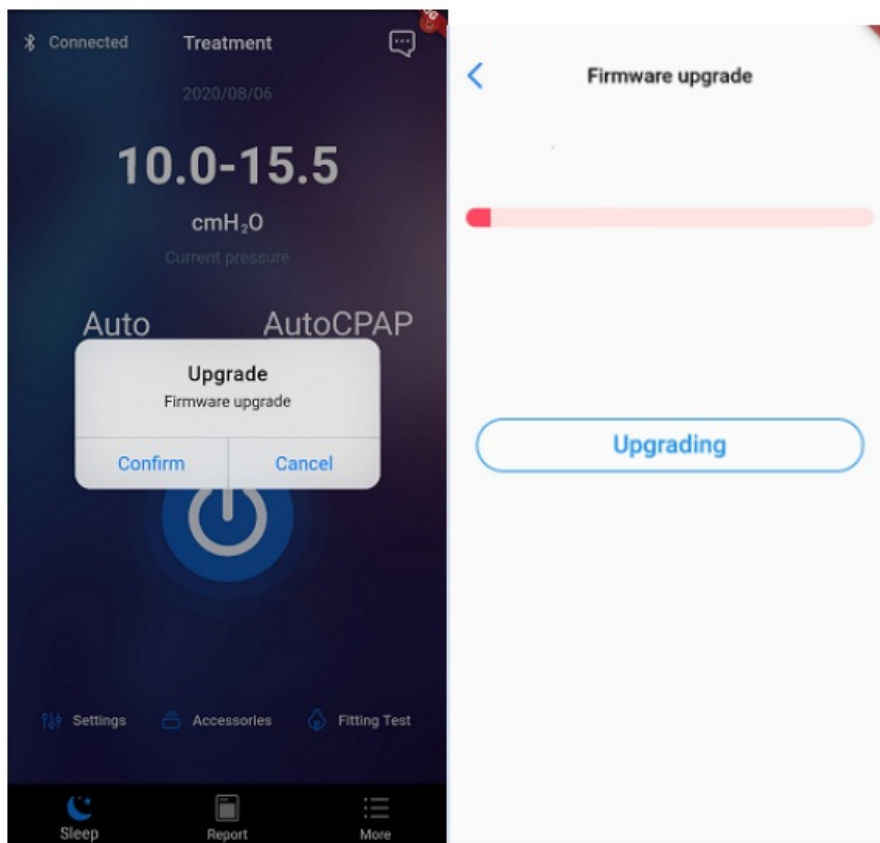 Connected Treatment
2020/08/06
10.0-15.5
cmH₂O
Current pressure
Auto AutoCPAP
Upgrade
Firmware upgrade
Confirm Cancel
Settings Accessories Fitting Test
Sleep Report More
Firmware upgrade
Upgrading